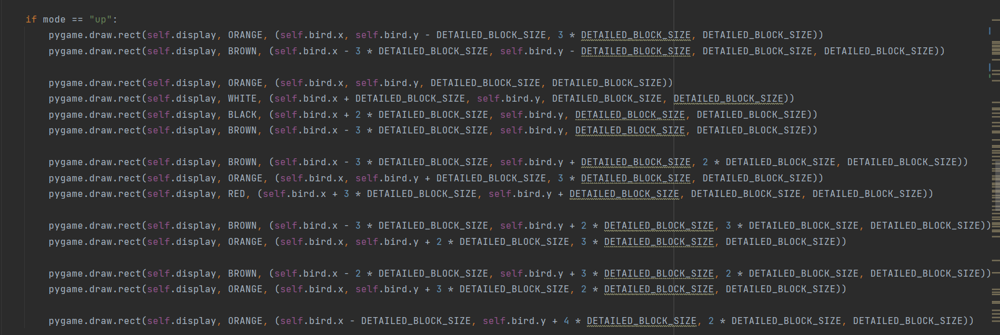 if mode == "up":
pygame.draw.rect(self.display, ORANGE, (self.bird.x, self.bird.y - DETAILED_BLOCK_SIZE, 3 * DETAILED_BLOCK_SIZE, DETAILED_BLOCK_SIZE))
pygame.draw.rect(self.display, BROWN, (self.bird.x - 3 * DETAILED_BLOCK_SIZE, self.bird.y - DETAILED_BLOCK_SIZE, DETAILED_BLOCK_SIZE, DETAILED_BLOCK_SIZE))
pygame.draw.rect(self.display, ORANGE, (self.bird.x, self.bird.y, DETAILED_BLOCK_SIZE, DETAILED_BLOCK_SIZE))
pygame.draw.rect(self.display, WHITE, (self.bird.x + DETAILED_BLOCK_SIZE, self.bird.y, DETAILED_BLOCK_SIZE, DETAILED_BLOCK_SIZE))
pygame.draw.rect(self.display, BLACK, (self.bird.x + 2 * DETAILED_BLOCK_SIZE, self.bird.y, DETAILED_BLOCK_SIZE, DETAILED_BLOCK_SIZE))
pygame.draw.rect(self.display, BROWN, (self.bird.x - 3 * DETAILED_BLOCK_SIZE, self.bird.y, DETAILED_BLOCK_SIZE, DETAILED_BLOCK_SIZE))
pygame.draw.rect(self.display, BROWN, (self.bird.x - 3 * DETAILED_BLOCK_SIZE, self.bird.y + DETAILED_BLOCK_SIZE, 2 * DETAILED_BLOCK_SIZE, DETAILED_BLOCK_SIZE))
pygame.draw.rect(self.display, ORANGE, (self.bird.x, self.bird.y + DETAILED_BLOCK_SIZE, 3 * DETAILED_BLOCK_SIZE, DETAILED_BLOCK_SIZE))
pygame.draw.rect(self.display, RED, (self.bird.x + 3 * DETAILED_BLOCK_SIZE, self.bird.y + DETAILED_BLOCK_SIZE, DETAILED_BLOCK_SIZE, DETAILED_BLOCK_SIZE))
pygame.draw.rect(self.display, BROWN, (self.bird.x - 3 * DETAILED_BLOCK_SIZE, self.bird.y + 2 * DETAILED_BLOCK_SIZE, 3 * DETAILED_BLOCK_SIZE, DETAILED_BLOCK_SIZE))
pygame.draw.rect(self.display, ORANGE, (self.bird.x, self.bird.y + 2 * DETAILED_BLOCK_SIZE, 3 * DETAILED_BLOCK_SIZE, DETAILED_BLOCK_SIZE))
pygame.draw.rect(self.display, BROWN, (self.bird.x - 2 * DETAILED_BLOCK_SIZE, self.bird.y + 3 * DETAILED_BLOCK_SIZE, 2 * DETAILED_BLOCK_SIZE, DETAILED_BLOCK_SIZE))
pygame.draw.rect(self.display, ORANGE, (self.bird.x, self.bird.y + 3 * DETAILED_BLOCK_SIZE, 2 * DETAILED_BLOCK_SIZE, DETAILED_BLOCK_SIZE))
pygame.draw.rect(self.display, ORANGE, (self.bird.x - DETAILED_BLOCK_SIZE, self.bird.y + 4 * DETAILED_BLOCK_SIZE, 2 * DETAILED_BLOCK_SIZE, DETAILED_BLOCK_SIZE))